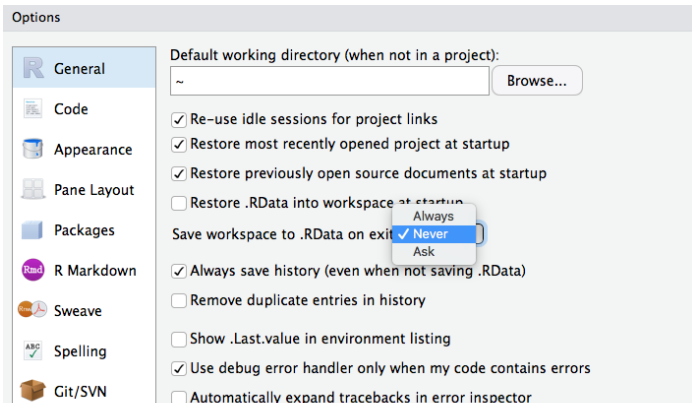 Options
General
Code
Appearance
Pane Layout
Packages
Rmd R Markdown
Sweave
ABC Spelling
Git/SVN
Default working directory (when not in a project):
~
Browse...
Re-use idle sessions for project links
Restore most recently opened project at startup
Restore previously open source documents at startup
Restore .RData into workspace at startup
Save workspace to .RData on exit
Always
Never
Ask
Always save history (even when not saving .RData)
Remove duplicate entries in history
Show .Last.value in environment listing
Use debug error handler only when my code contains errors
Automatically expand tracebacks in error inspector